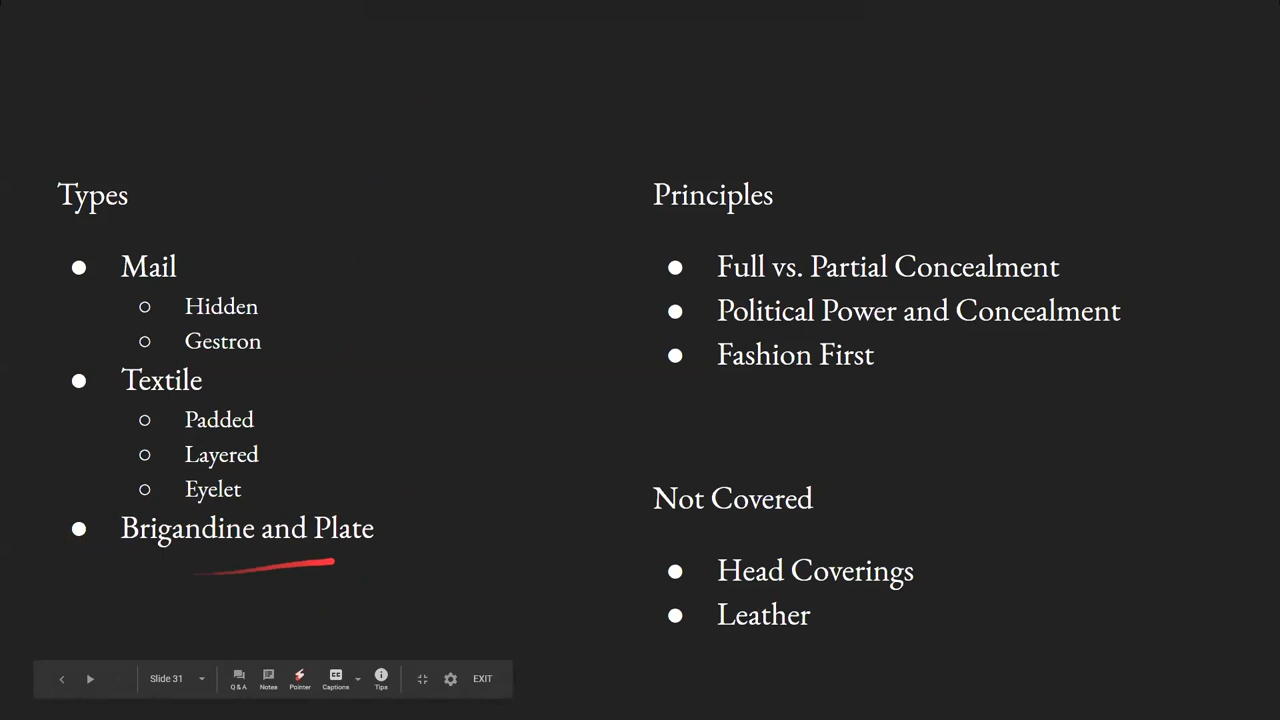 Types
Mail
Hidden
Gestron
Textile
Padded
Layered
Eyelet
Brigandine and Plate
Principles
Full vs. Partial Concealment
Political Power and Concealment
Fashion First
Not Covered
Head Coverings
Leather
Slide 31
Q & A
Notes
Pointer
CC
Captions
Tips
EXIT